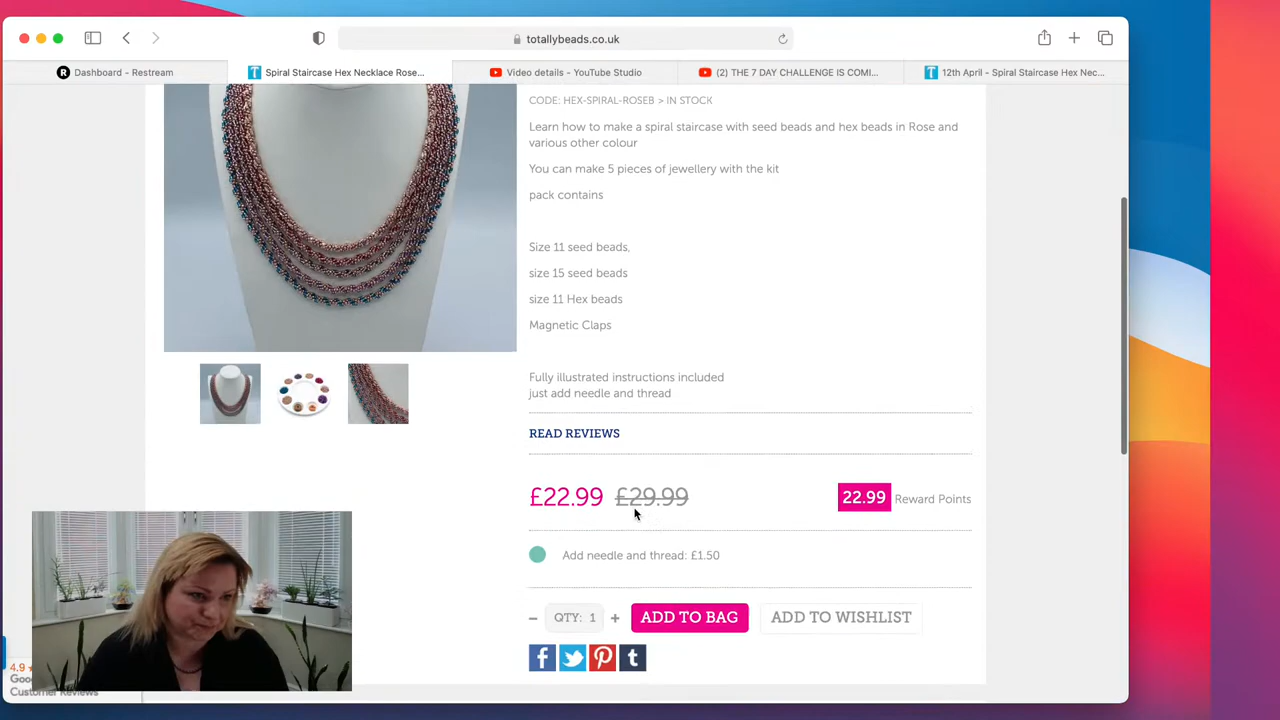 totallybeads.co.uk
Dashboard - Restream
Spiral Staircase Hex Necklace Rose...
Video details - YouTube Studio
(2) THE 7 DAY CHALLENGE IS COMI...
12th April - Spiral Staircase Hex Nec...
CODE: HEX-SPIRAL-ROSEB > IN STOCK
Learn how to make a spiral staircase with seed beads and hex beads in Rose and
various other colour
You can make 5 pieces of jewellery with the kit
pack contains
Size 11 seed beads,
size 15 seed beads
size 11 Hex beads
Magnetic Claps
Fully illustrated instructions included
just add needle and thread
READ REVIEWS
£22.99 £29.99
22.99 Reward Points
Add needle and thread: £1.50
− QTY: 1 +
ADD TO BAG
ADD TO WISHLIST
4.9
Customer Reviews